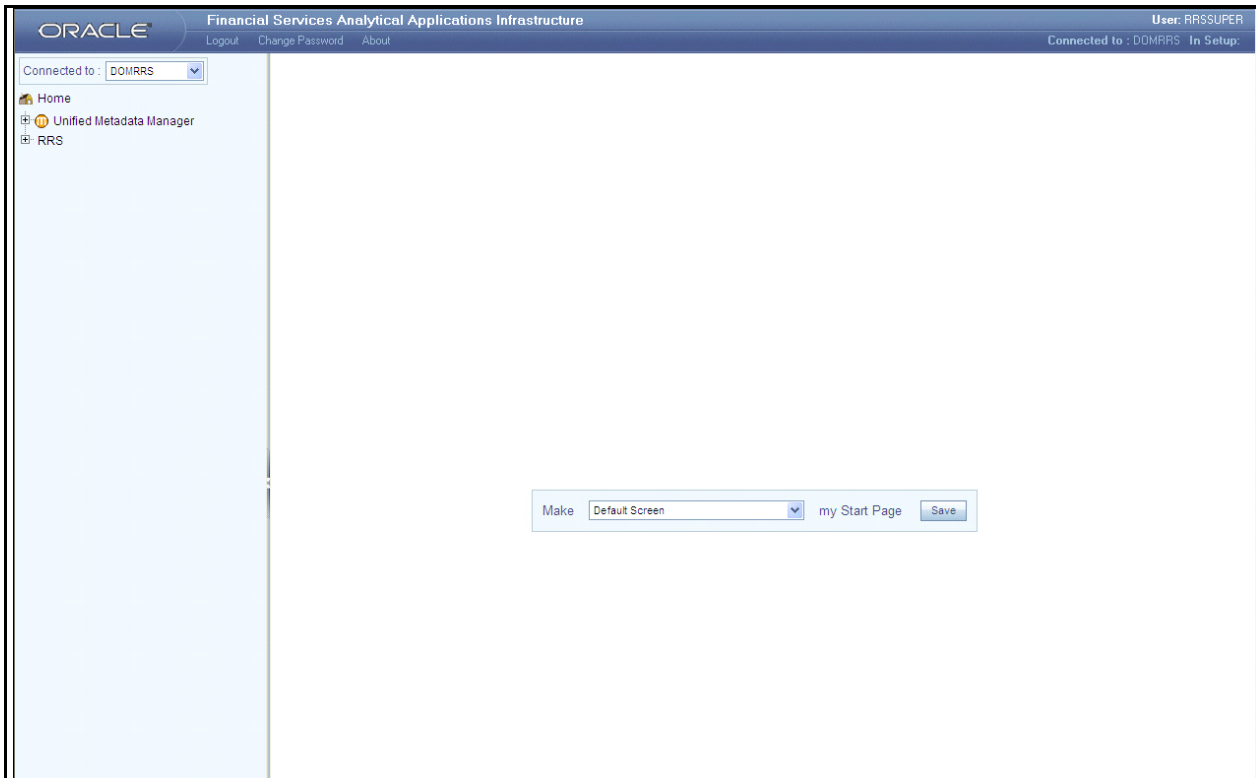 ORACLE
Financial Services Analytical Applications Infrastructure
User: RRSSUPER
Logout Change Password About
Connected to : DOMRRS In Setup:
Connected to : DOMRRS
Home
Unified Metadata Manager
RRS
Make Default Screen my Start Page Save